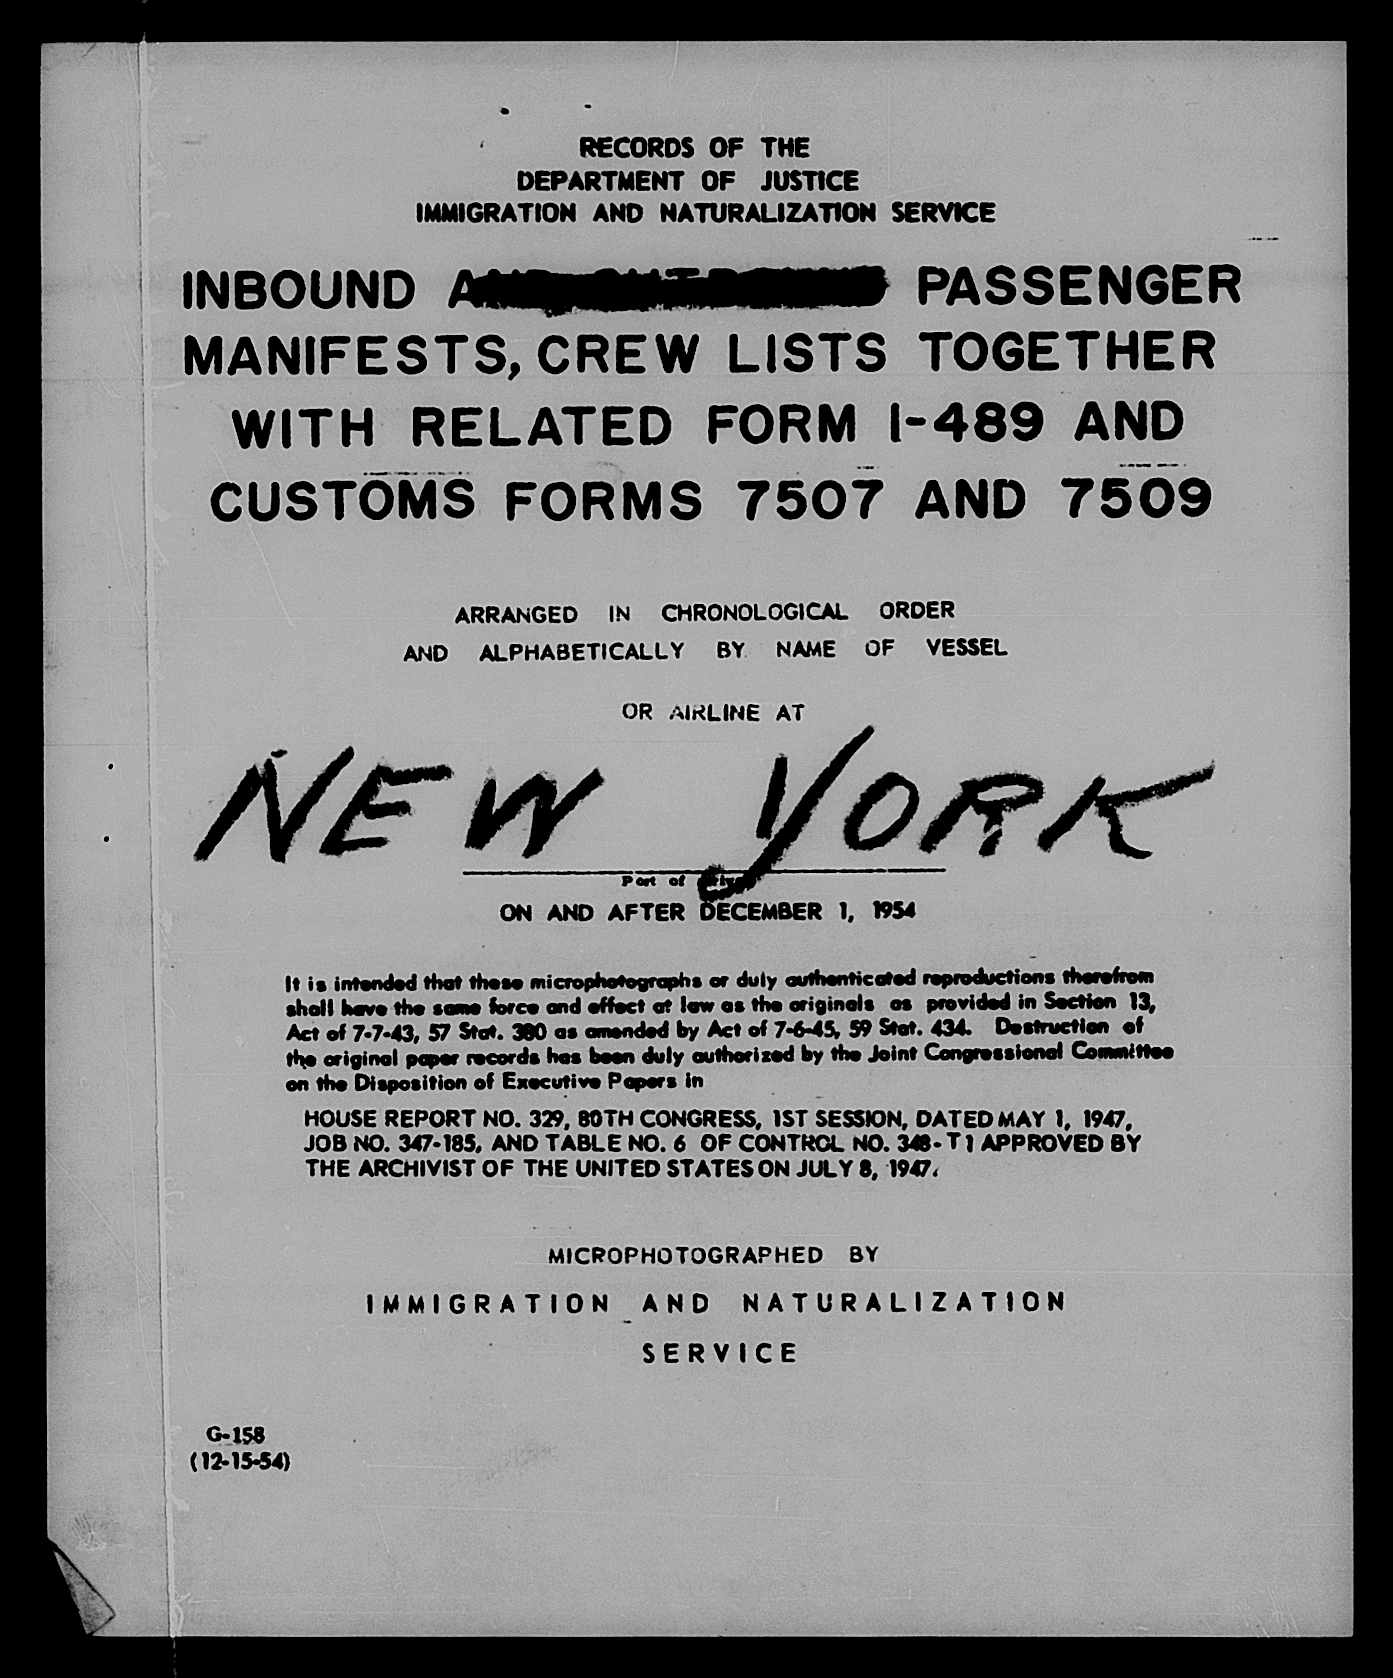 RECORDS OF THE
DEPARTMENT OF JUSTICE
IMMIGRATION AND NATURALIZATION SERVICE
INBOUND PASSENGER
MANIFESTS, CREW LISTS TOGETHER
WITH RELATED FORM I-489 AND
CUSTOMS FORMS 7507 AND 7509
ARRANGED IN CHRONOLOGICAL ORDER
AND ALPHABETICALLY BY NAME OF VESSEL
OR AIRLINE AT
NEW YORK
Port of
ON AND AFTER DECEMBER 1, 1954
It is intended that these microphotographs or duly authenticated reproductions therefrom
shall have the same force and effect at law as the originals as provided in Section 13,
Act of 7-7-43, 57 Stat. 380 as amended by Act of 7-6-45, 59 Stat. 434. Destruction of
the original paper records has been duly authorized by the Joint Congressional Committee
on the Disposition of Executive Papers in
HOUSE REPORT NO. 329, 80TH CONGRESS, 1ST SESSION, DATED MAY 1, 1947,
JOB NO. 347-185, AND TABLE NO. 6 OF CONTROL NO. 348-T1 APPROVED BY
THE ARCHIVIST OF THE UNITED STATES ON JULY 8, 1947.
MICROPHOTOGRAPHED BY
IMMIGRATION AND NATURALIZATION
SERVICE
G-158
(12-15-54)